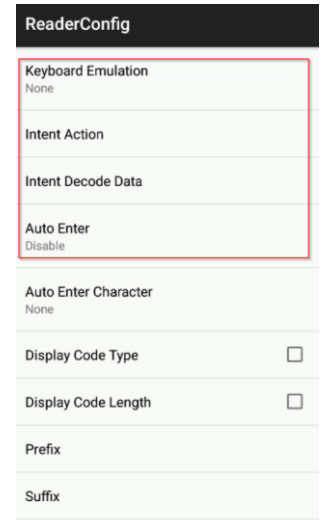 ReaderConfig
Keyboard Emulation
None
Intent Action
Intent Decode Data
Auto Enter
Disable
Auto Enter Character
None
Display Code Type
Display Code Length
Prefix
Suffix